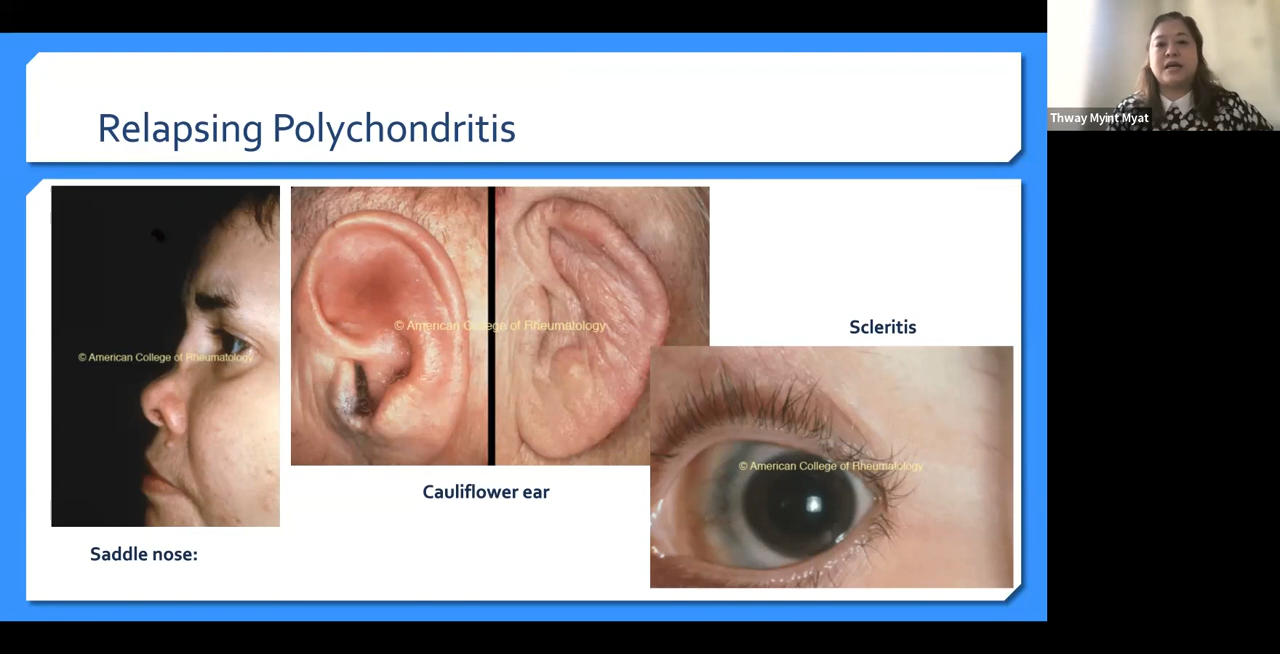 Relapsing Polychondritis
Thway Myint Myat
© American College of Rheumatology
© American College of Rheumatology
Scleritis
© American College of Rheumatology
Cauliflower ear
Saddle nose: